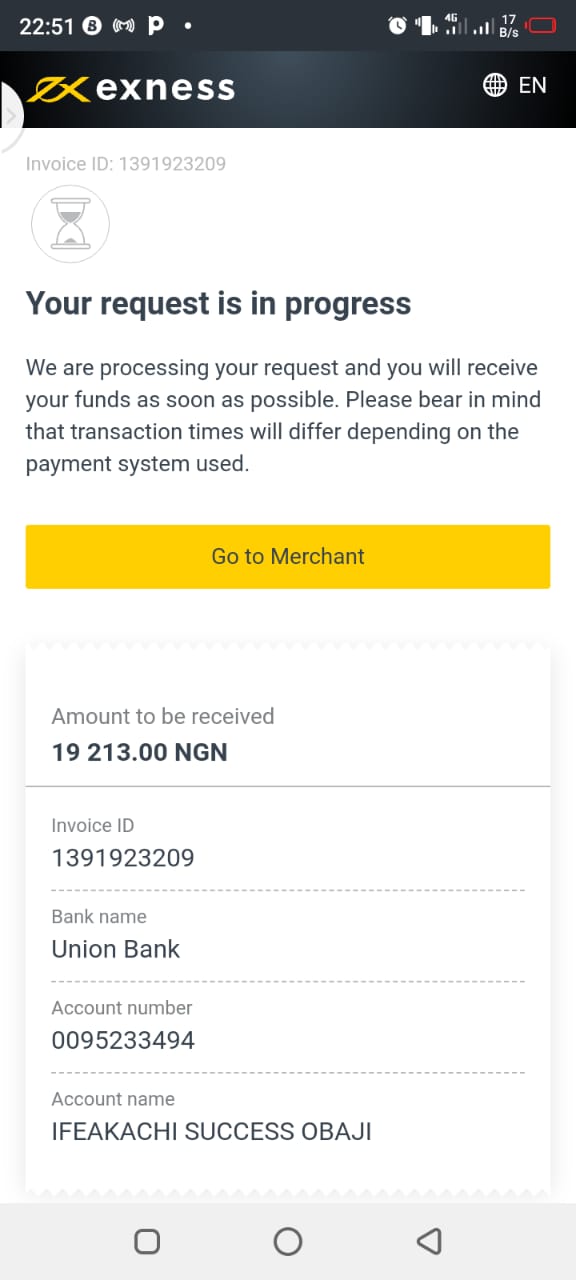 22:51
4G 17 B/s
exness
EN
Invoice ID: 1391923209
Your request is in progress
We are processing your request and you will receive
your funds as soon as possible. Please bear in mind
that transaction times will differ depending on the
payment system used.
Go to Merchant
Amount to be received
19 213.00 NGN
Invoice ID
1391923209
Bank name
Union Bank
Account number
0095233494
Account name
IFEAKACHI SUCCESS OBAJI